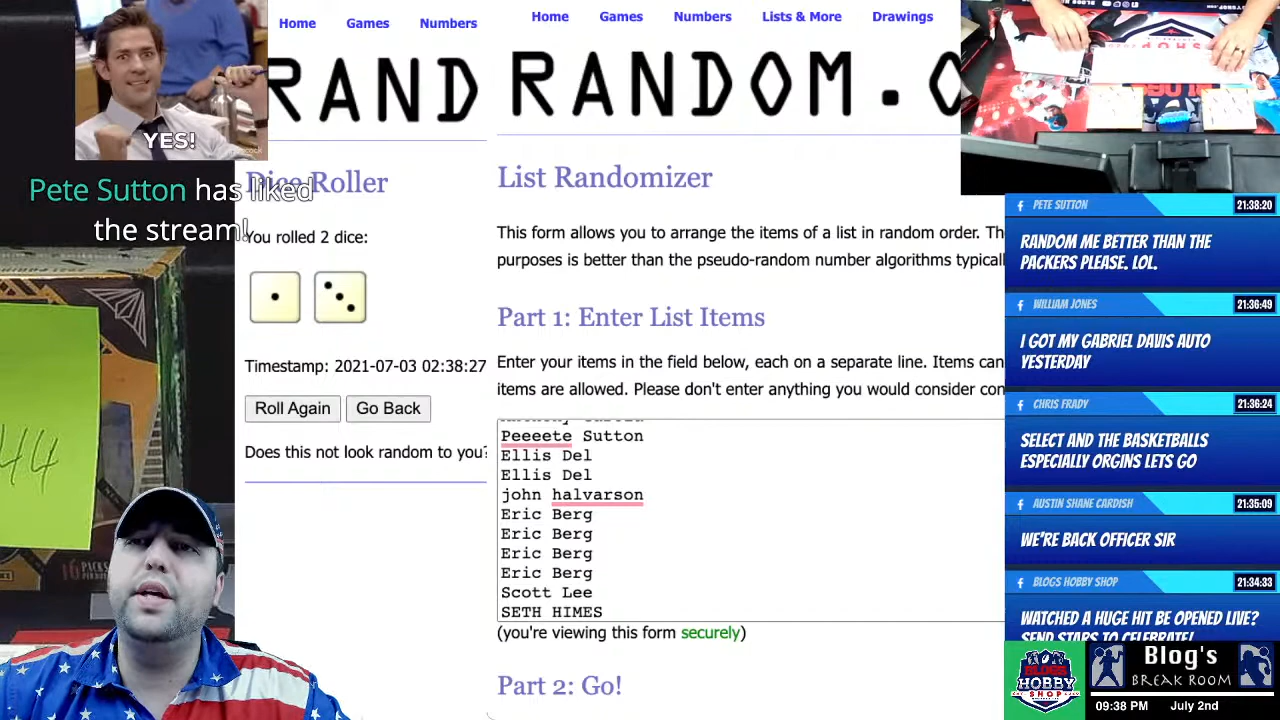 Home Games Numbers
Home Games Numbers Lists & More Drawings
RAND
RANDOM.
YES!
Pete Sutton has liked
the stream!
Dice Roller
You rolled 2 dice:
Timestamp: 2021-07-03 02:38:27
Roll Again Go Back
Does this not look random to you?
List Randomizer
This form allows you to arrange the items of a list in random order. The
purposes is better than the pseudo-random number algorithms typicall
Part 1: Enter List Items
Enter your items in the field below, each on a separate line. Items can
items are allowed. Please don't enter anything you would consider con
Peeeete Sutton
Ellis Del
Ellis Del
john halvarson
Eric Berg
Eric Berg
Eric Berg
Eric Berg
Scott Lee
SETH HIMES
(you're viewing this form securely)
Part 2: Go!
PETE SUTTON 21:38:20
RANDOM ME BETTER THAN THE
PACKERS PLEASE. LOL.
WILLIAM JONES 21:36:49
I GOT MY GABRIEL DAVIS AUTO
YESTERDAY
CHRIS FRADY 21:36:24
SELECT AND THE BASKETBALLS
ESPECIALLY ORGINS LETS GO
AUSTIN SHANE CARDISH 21:35:09
WE'RE BACK OFFICER SIR
BLOGS HOBBY SHOP 21:34:33
WATCHED A HUGE HIT BE OPENED LIVE?
SEND STARS TO CELEBRATE!
BLOG'S
HOBBY
SHOP
Blog's
BREAK ROOM
09:38 PM July 2nd
44